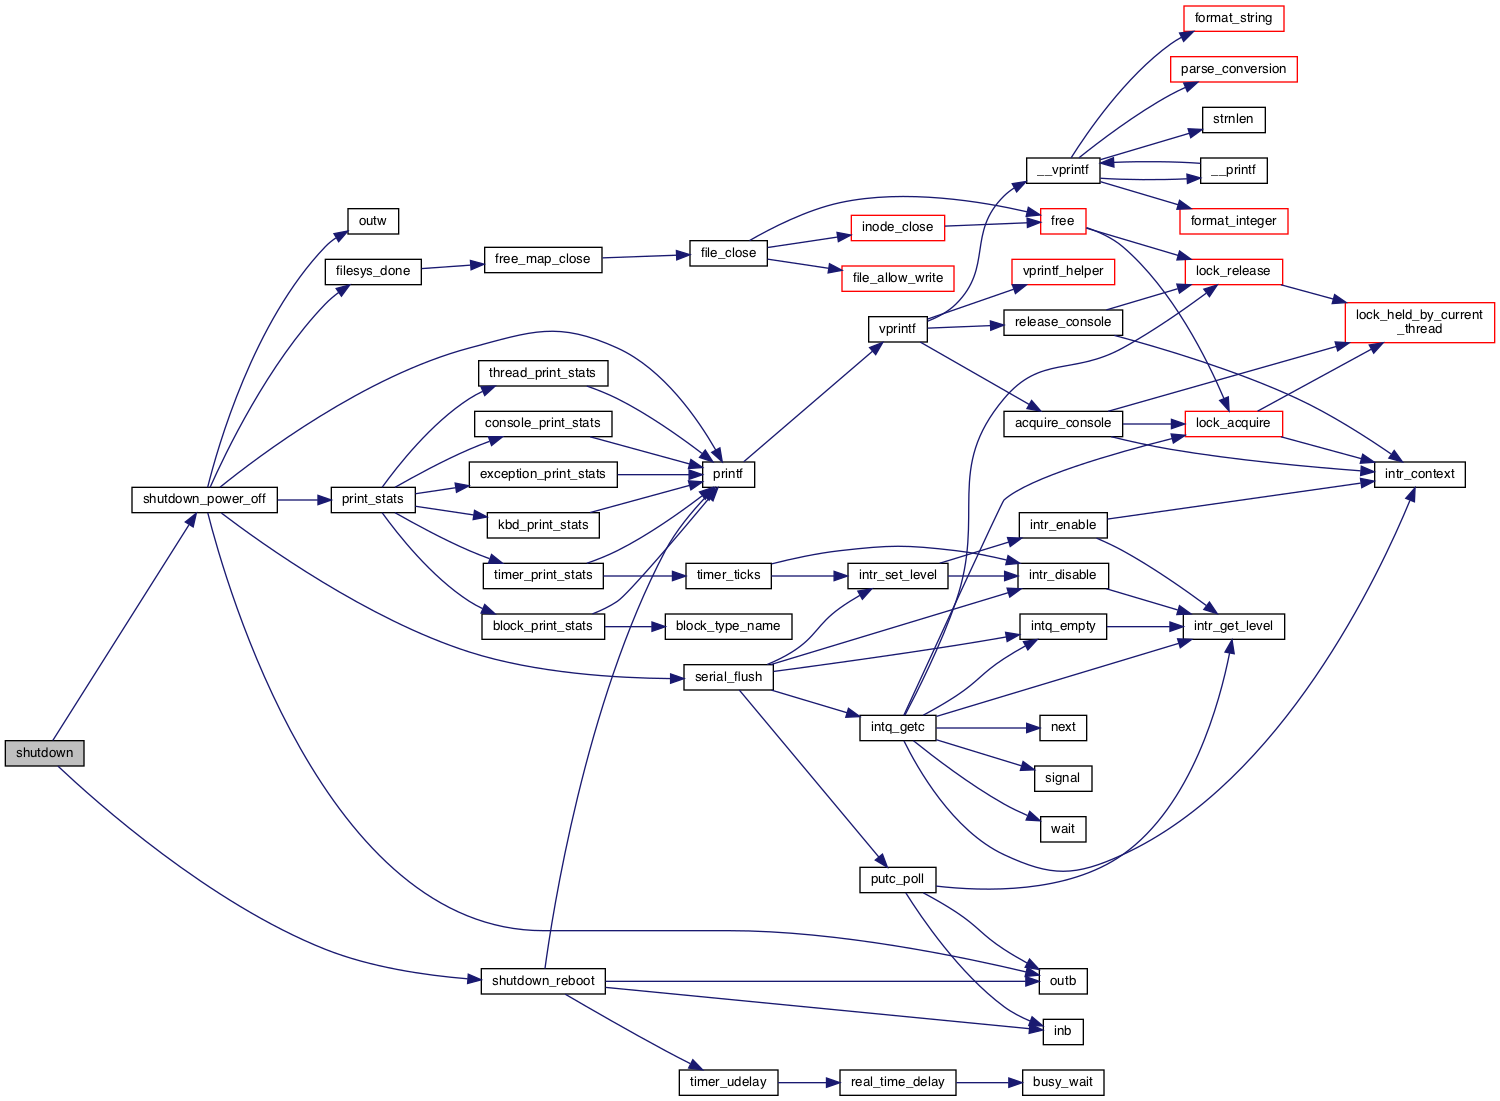 format_string
parse_conversion
strnlen
__vprintf
__printf
outw
free
format_integer
inode_close
file_close
free_map_close
filesys_done
file_allow_write
vprintf_helper
lock_release
release_console
vprintf
lock_held_by_current
_thread
thread_print_stats
console_print_stats
acquire_console
lock_acquire
exception_print_stats
printf
intr_context
shutdown_power_off
print_stats
kbd_print_stats
intr_enable
timer_print_stats
timer_ticks
intr_set_level
intr_disable
block_print_stats
block_type_name
intq_empty
intr_get_level
serial_flush
intq_getc
next
shutdown
signal
wait
putc_poll
shutdown_reboot
outb
inb
timer_udelay
real_time_delay
busy_wait